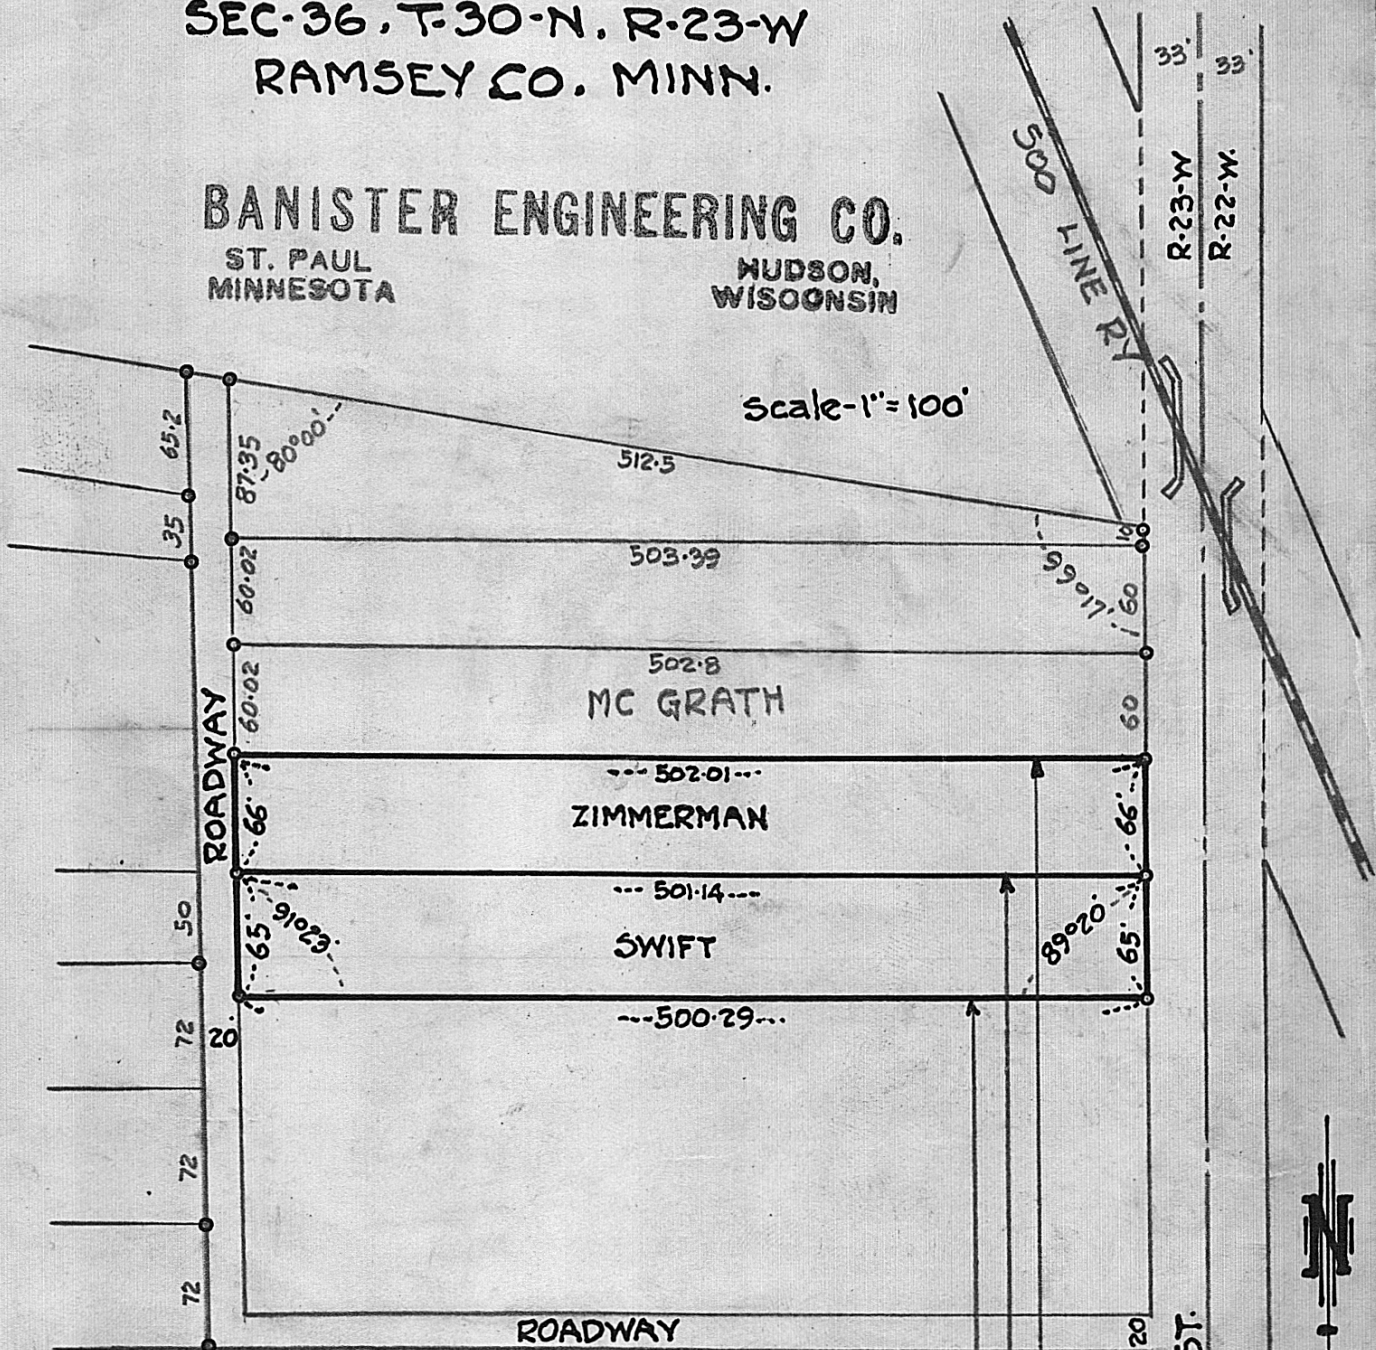 SEC-36, T-30-N, R-23-W
RAMSEY CO. MINN.
33'
33'
R-23-W
R-22-W.
SOO LINE RY
BANISTER ENGINEERING CO.
ST. PAUL
MINNESOTA
HUDSON,
WISOONSIN
Scale-1"=100'
65.2
87.35
80°00'
512.5
35
10
503.39
60.02
99°17'
60
502.8
60.02
MC GRATH
60
ROADWAY
502.01
66'
ZIMMERMAN
66'
501.14
50
65'
91°23'
SWIFT
89°20'
65'
500.29
72
20'
72
72
N
ROADWAY
20
ST.